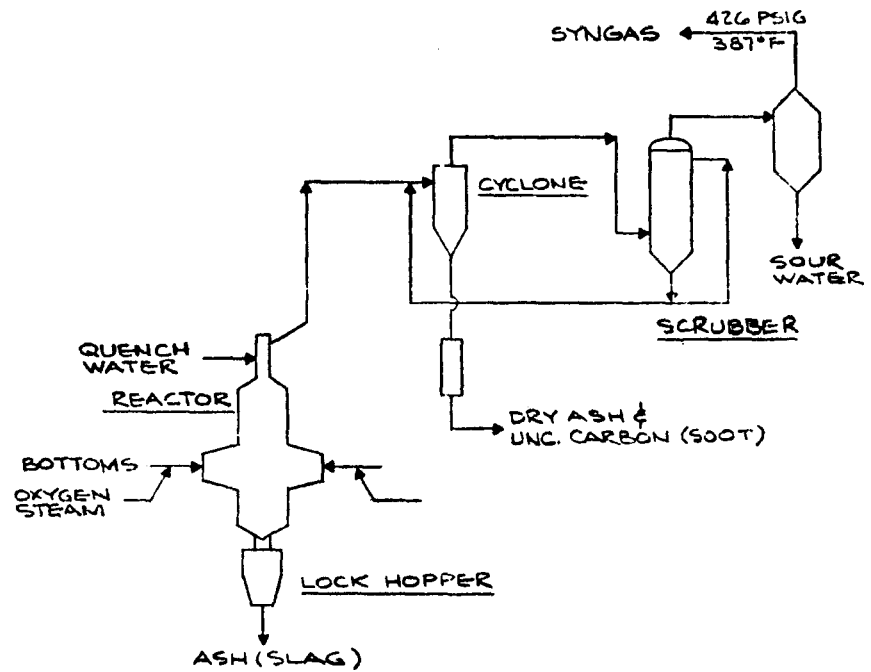 426 PSIG
SYNGAS
387°F
CYCLONE
SOUR
WATER
SCRUBBER
QUENCH
WATER
REACTOR
DRY ASH &
UNC. CARBON (SOOT)
BOTTOMS
OXYGEN
STEAM
LOCK HOPPER
ASH (SLAG)